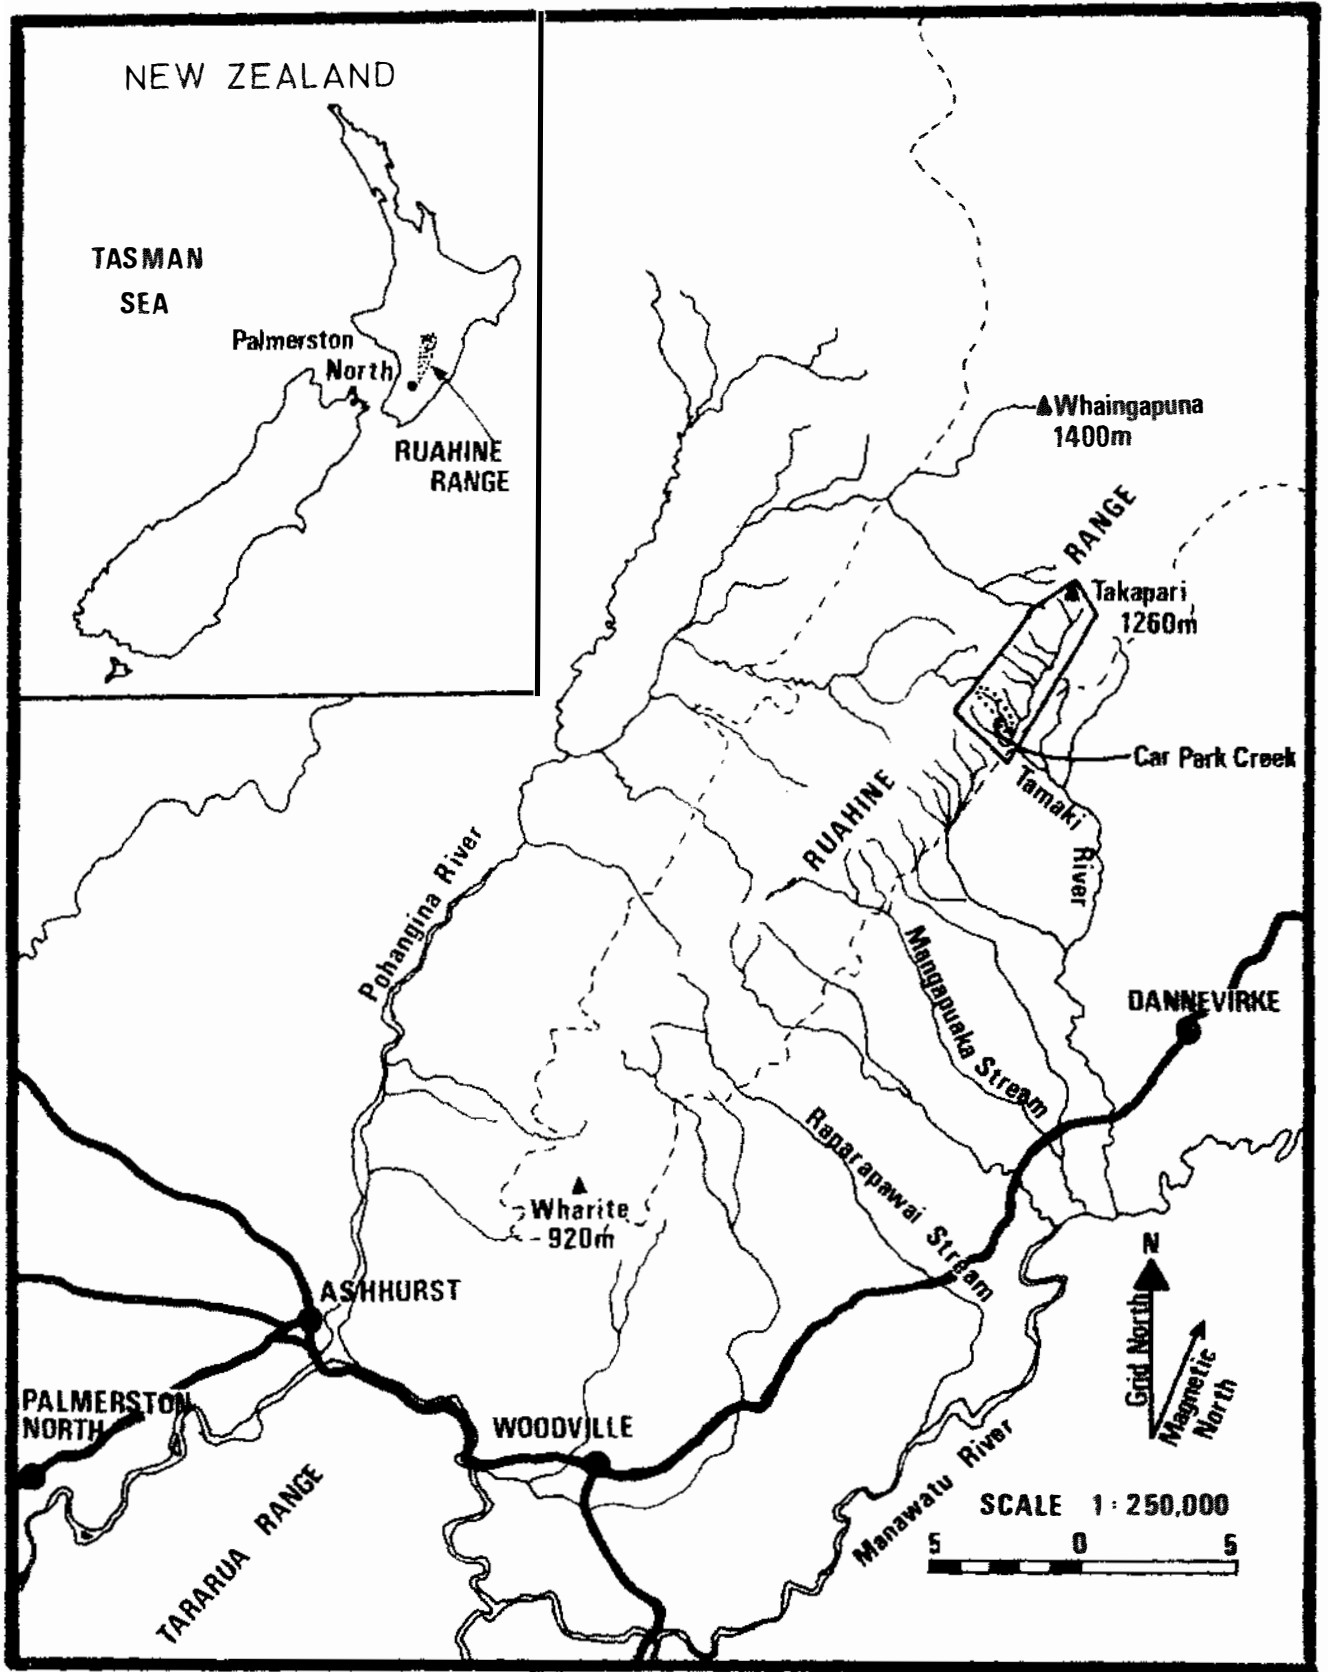 NEW ZEALAND
TASMAN
SEA
Palmerston
North
RUAHINE
RANGE
Whaingapuna
1400m
RANGE
Takapari
1260m
Car Park Creek
Tamaki
River
RUAHINE
Pohangina River
Mangapuaka Stream
DANNEVIRKE
Raparapawai Stream
Wharite
920m
ASHHURST
N
Grid North
Magnetic
North
PALMERSTON
NORTH
WOODVILLE
Manawatu River
TARARUA RANGE
SCALE 1:250,000
5 0 5